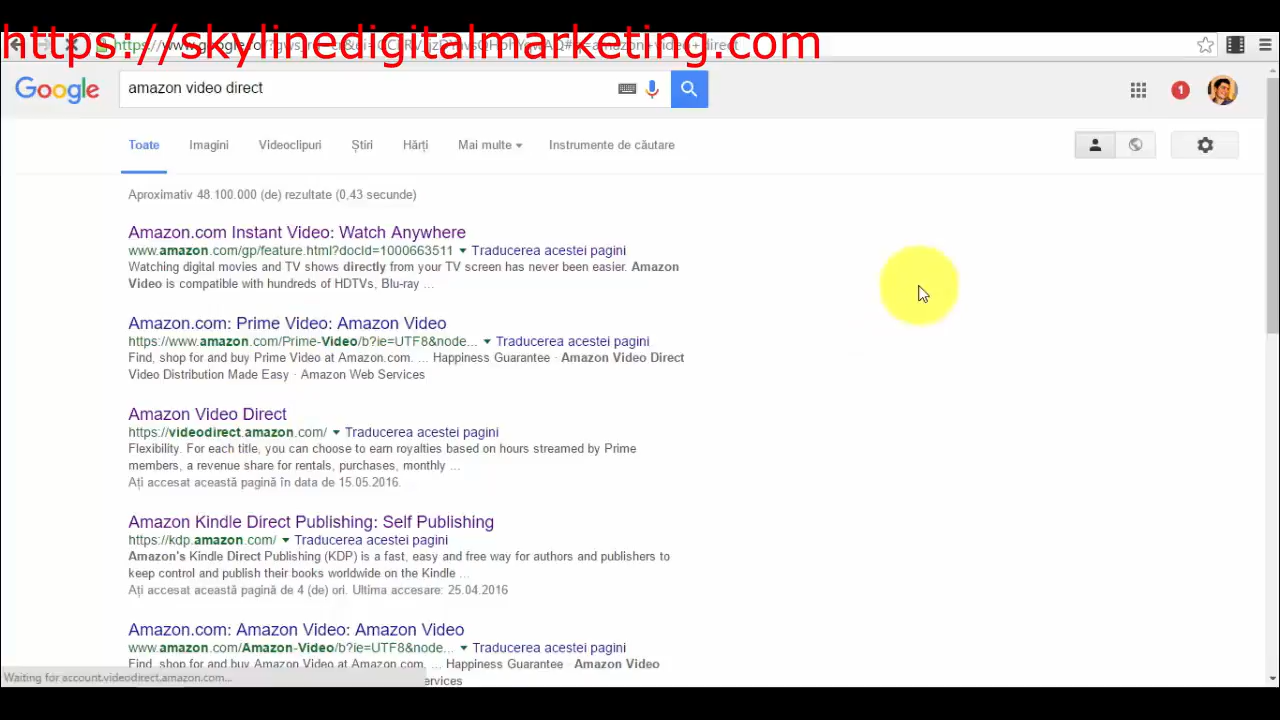 https://skylinedigitalmarketing.com
Google
amazon video direct
1
Toate Imagini Videoclipuri Știri Hărți Mai multe Instrumente de căutare
Aproximativ 48.100.000 (de) rezultate (0,43 secunde)
Amazon.com Instant Video: Watch Anywhere
www.amazon.com/gp/feature.html?docId=1000663511 Traducerea acestei pagini
Watching digital movies and TV shows directly from your TV screen has never been easier. Amazon
Video is compatible with hundreds of HDTVs, Blu-ray ...
Amazon.com: Prime Video: Amazon Video
https://www.amazon.com/Prime-Video/b?ie=UTF8&node... Traducerea acestei pagini
Find, shop for and buy Prime Video at Amazon.com. ... Happiness Guarantee · Amazon Video Direct
Video Distribution Made Easy · Amazon Web Services
Amazon Video Direct
https://videodirect.amazon.com/ Traducerea acestei pagini
Flexibility. For each title, you can choose to earn royalties based on hours streamed by Prime
members, a revenue share for rentals, purchases, monthly ...
Ați accesat această pagină în data de 15.05.2016.
Amazon Kindle Direct Publishing: Self Publishing
https://kdp.amazon.com/ Traducerea acestei pagini
Amazon's Kindle Direct Publishing (KDP) is a fast, easy and free way for authors and publishers to
keep control and publish their books worldwide on the Kindle ...
Ați accesat această pagină de 4 (de) ori. Ultima accesare: 25.04.2016
Amazon.com: Amazon Video: Amazon Video
www.amazon.com/Amazon-Video/b?ie=UTF8&node... Traducerea acestei pagini
Find, shop for and buy Amazon Video at Amazon.com. ... Happiness Guarantee · Amazon Video
Waiting for account.videodirect.amazon.com...